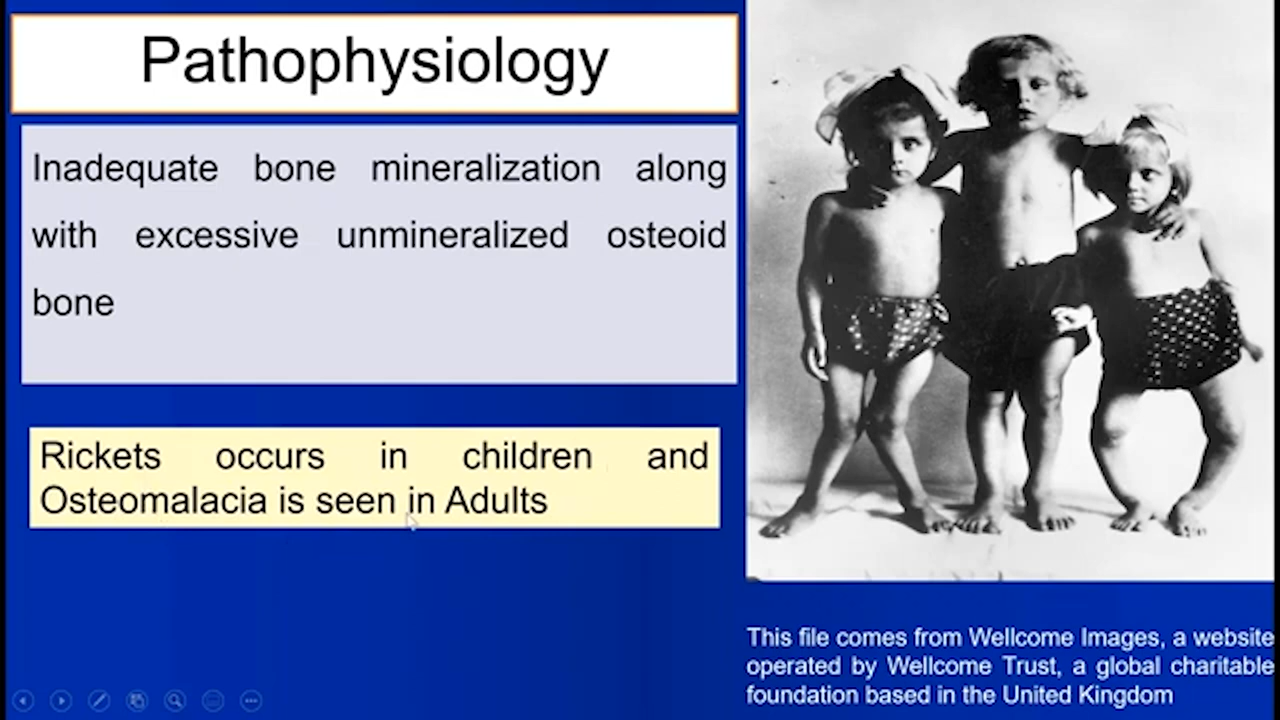 Pathophysiology
Inadequate bone mineralization along
with excessive unmineralized osteoid
bone
Rickets occurs in children and
Osteomalacia is seen in Adults
This file comes from Wellcome Images, a website
operated by Wellcome Trust, a global charitable
foundation based in the United Kingdom